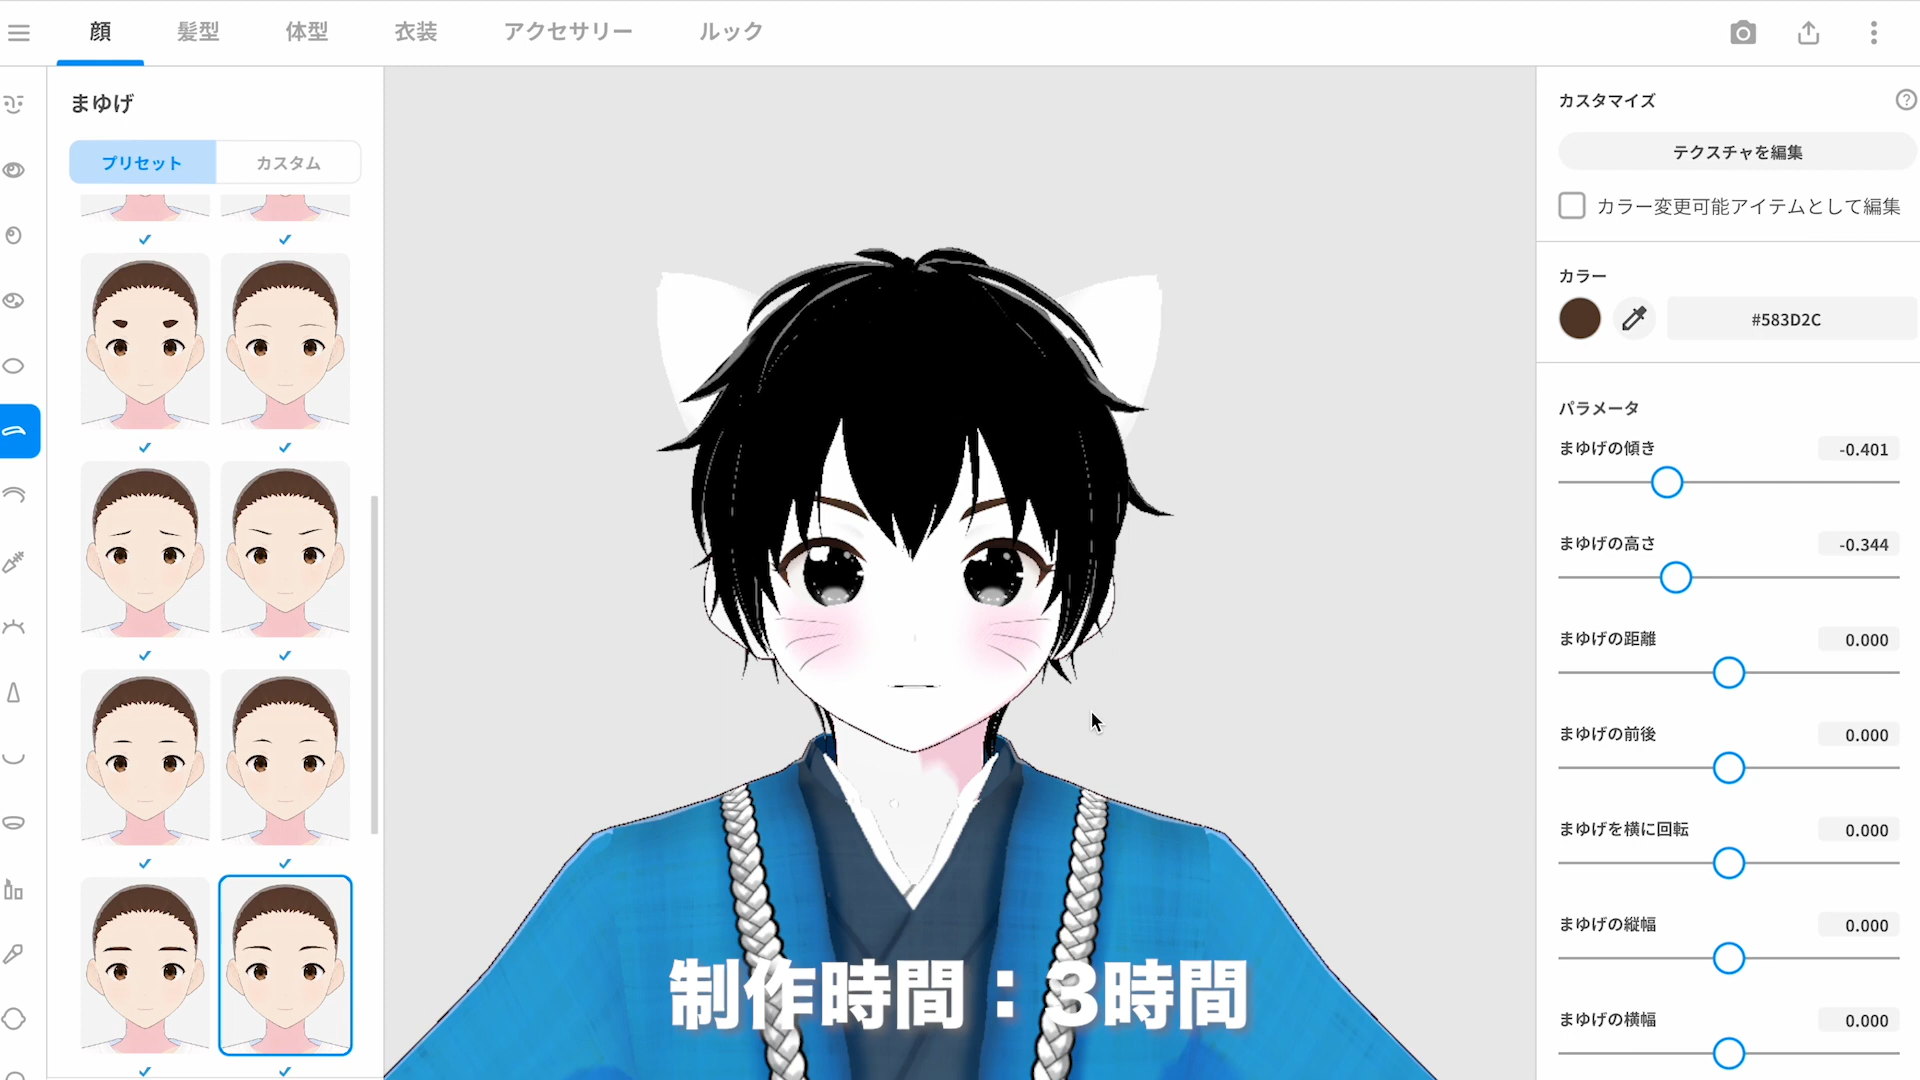 顔 髪型 体型 衣装 アクセサリー ルック
まゆげ
プリセット カスタム
カスタマイズ
テクスチャを編集
カラー変更可能アイテムとして編集
カラー
#583D2C
パラメータ
まゆげの傾き -0.401
まゆげの高さ -0.344
まゆげの距離 0.000
まゆげの前後 0.000
まゆげを横に回転 0.000
まゆげの縦幅 0.000
まゆげの横幅 0.000
制作時間：3時間